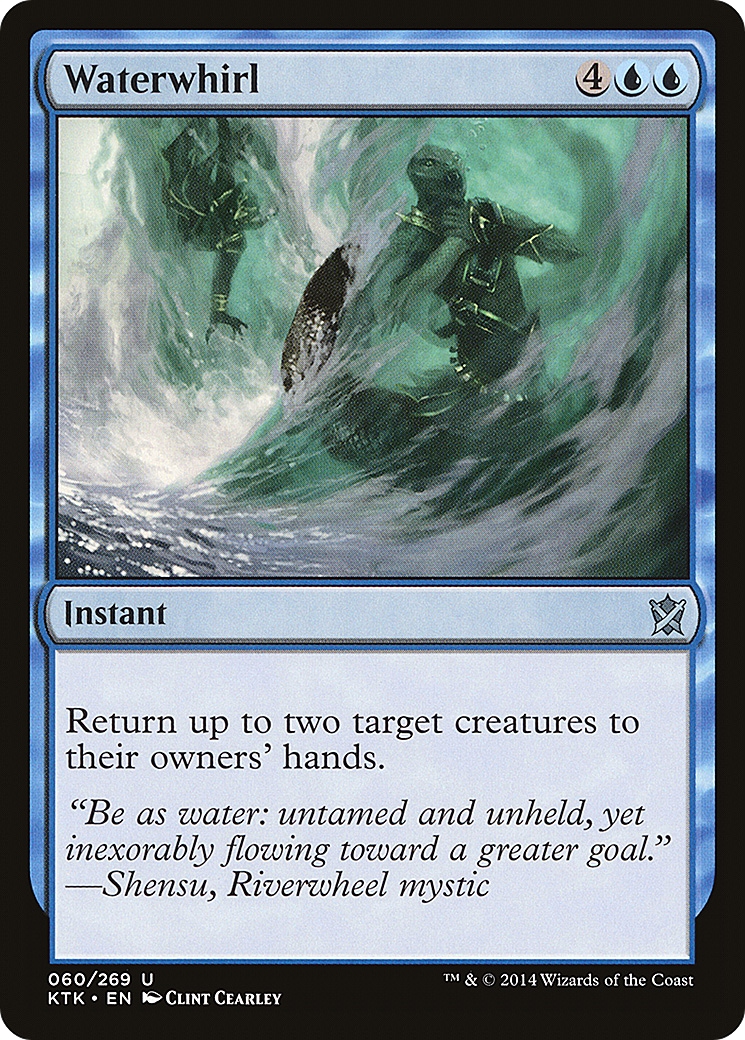 Waterwhirl 4
Instant
Return up to two target creatures to
their owners’ hands.
“Be as water: untamed and unheld, yet
inexorably flowing toward a greater goal.”
—Shensu, Riverwheel mystic
060/269 U
™ & © 2014 Wizards of the Coast
KTK • EN Clint Cearley